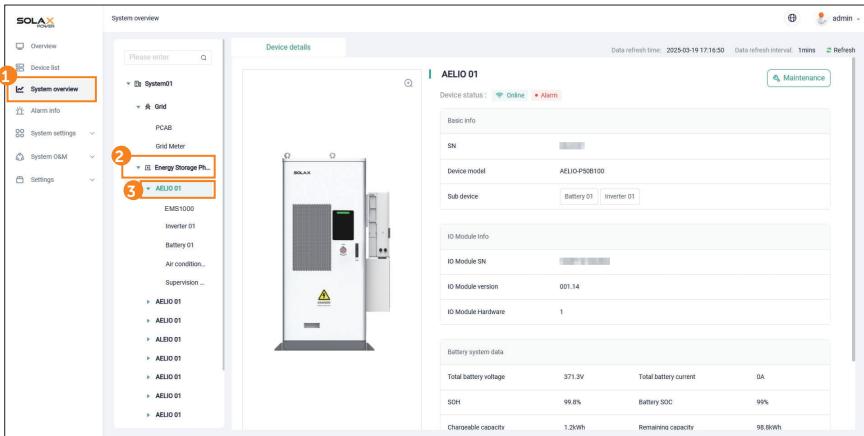 SOLAX
POWER
System overview
admin
Overview
Device list
1
System overview
Alarm info
System settings
System O&M
Settings
Please enter
System01
Grid
PCAB
Grid Meter
2
Energy Storage Ph...
3
AELIO 01
EMS1000
Inverter 01
Battery 01
Air condition...
Supervision ...
AELIO 01
AELIO 01
ALEIO 01
AELIO 01
AELIO 01
AELIO 01
AELIO 01
Device details
Data refresh time: 2025-03-19 17:16:50 Data refresh interval: 1mins Refresh
SOLAX
AELIO 01
Maintenance
Device status : Online Alarm
Basic info
SN
Device model AELIO-P50B100
Sub device Battery 01 Inverter 01
IO Module Info
IO Module SN
IO Module version 001.14
IO Module Hardware 1
Battery system data
Total battery voltage 371.3V Total battery current 0A
SOH 99.8% Battery SOC 99%
Chargeable capacity 1.2kWh Remaining capacity 98.8kWh